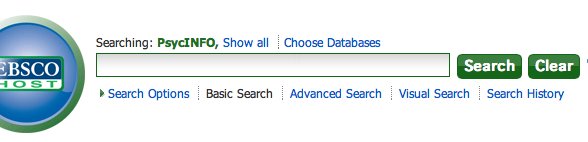 Searching: PsycINFO, Show all Choose Databases
EBSCO
HOST
Search Clear
Search Options Basic Search Advanced Search Visual Search Search History